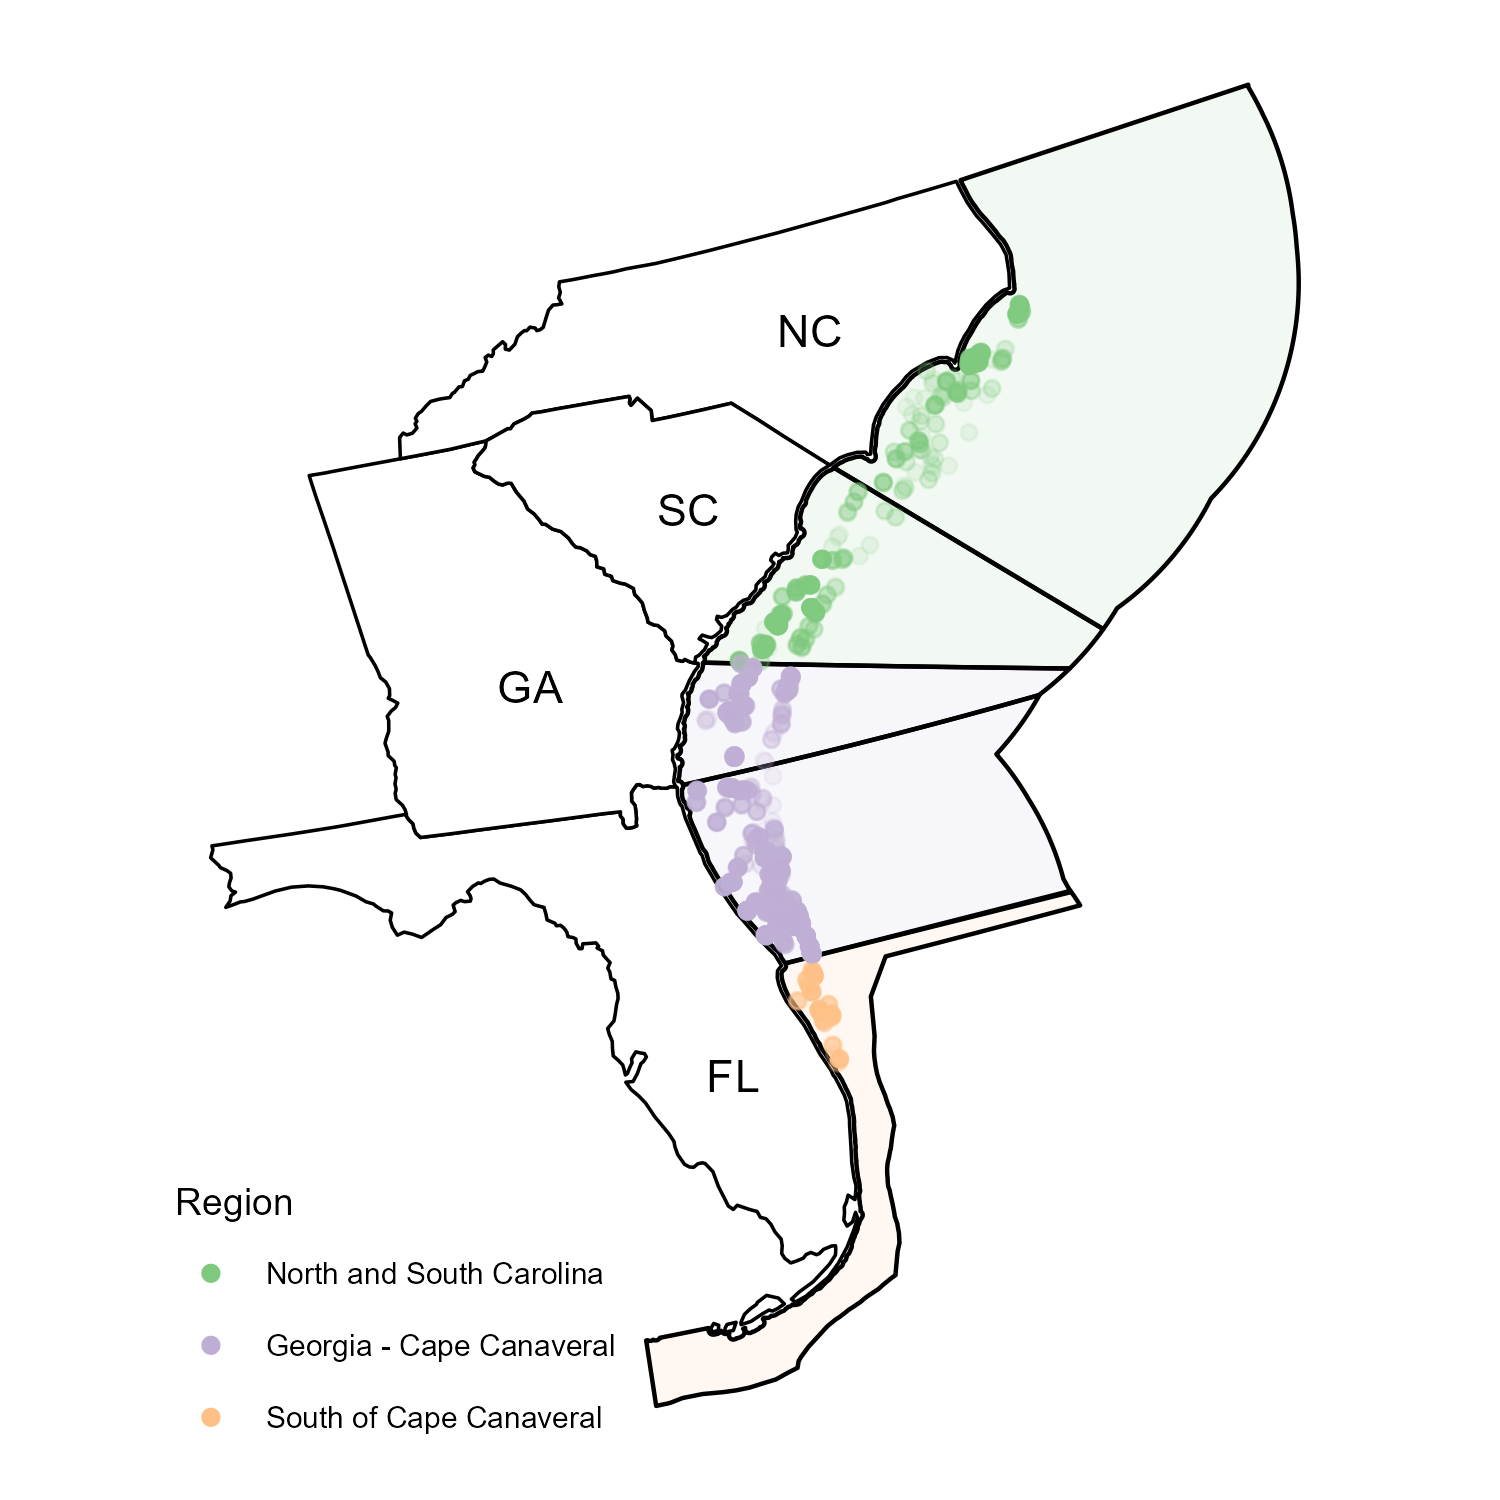 NC
SC
GA
FL
Region
North and South Carolina
Georgia - Cape Canaveral
South of Cape Canaveral